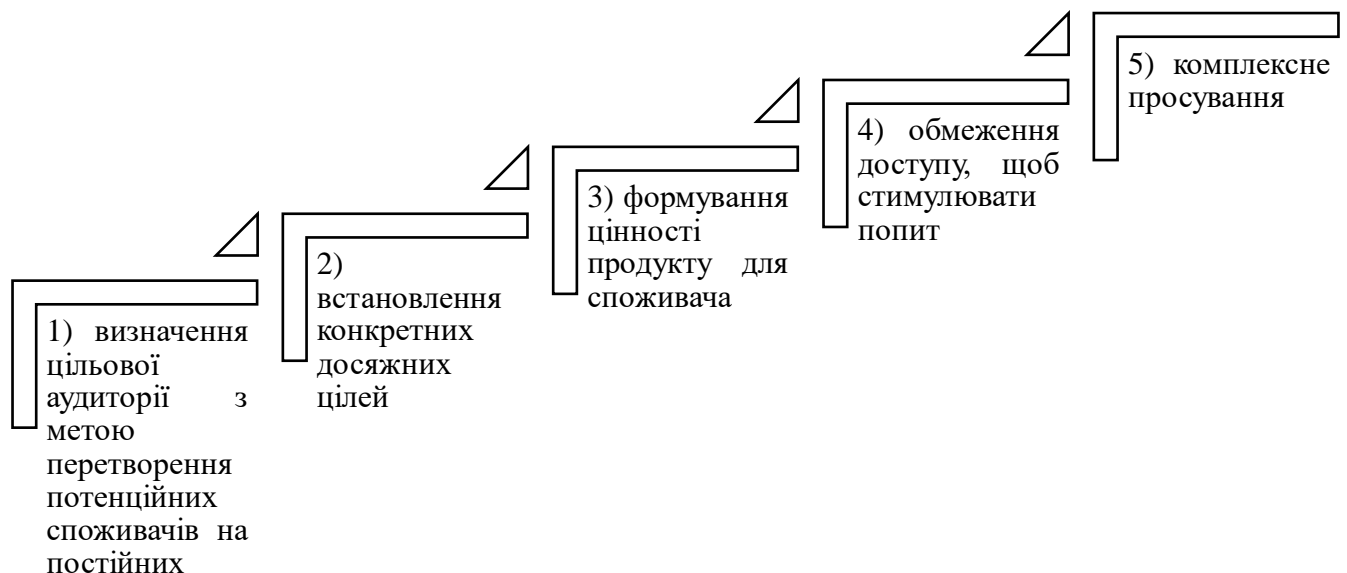 1) визначення
цільової
аудиторії з
метою
перетворення
потенційних
споживачів на
постійних
2)
встановлення
конкретних
досяжних
цілей
3) формування
цінності
продукту для
споживача
4) обмеження
доступу, щоб
стимулювати
попит
5) комплексне
просування